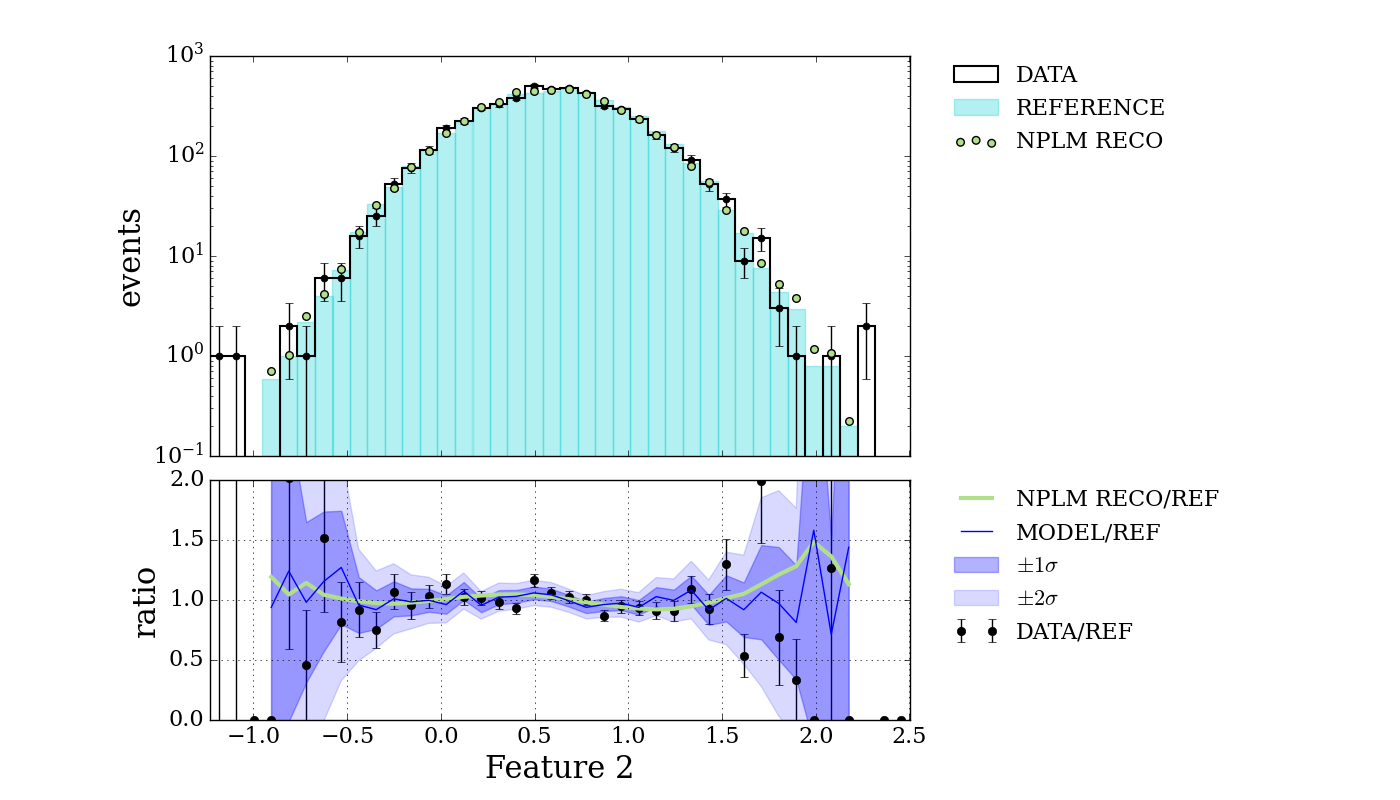 10³
10²
10¹
10⁰
10⁻¹
events
DATA
REFERENCE
NPLM RECO
2.0
1.5
1.0
0.5
0.0
ratio
−1.0 −0.5 0.0 0.5 1.0 1.5 2.0 2.5
Feature 2
NPLM RECO/REF
MODEL/REF
±1σ
±2σ
DATA/REF